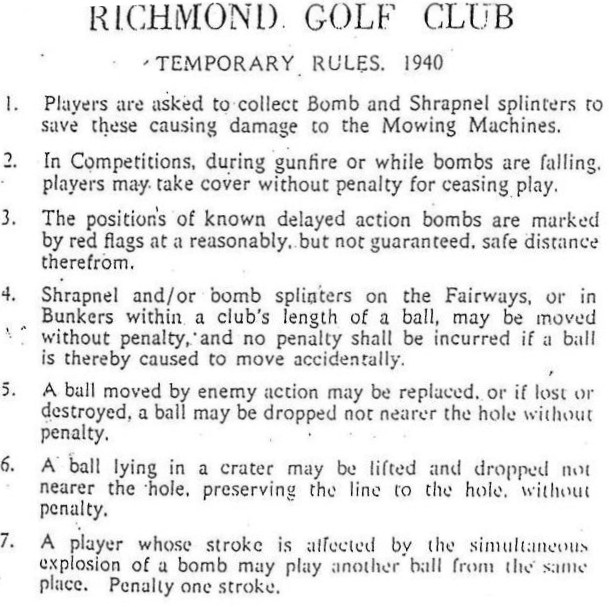 RICHMOND GOLF CLUB
TEMPORARY RULES. 1940
1. Players are asked to collect Bomb and Shrapnel splinters to
save these causing damage to the Mowing Machines.
2. In Competitions, during gunfire or while bombs are falling,
players may take cover without penalty for ceasing play.
3. The positions of known delayed action bombs are marked
by red flags at a reasonably, but not guaranteed, safe distance
therefrom.
4. Shrapnel and/or bomb splinters on the Fairways, or in
Bunkers within a club's length of a ball, may be moved
without penalty, and no penalty shall be incurred if a ball
is thereby caused to move accidentally.
5. A ball moved by enemy action may be replaced, or if lost or
destroyed, a ball may be dropped not nearer the hole without
penalty.
6. A ball lying in a crater may be lifted and dropped not
nearer the hole, preserving the line to the hole, without
penalty.
7. A player whose stroke is affected by the simultaneous
explosion of a bomb may play another ball from the same
place. Penalty one stroke.